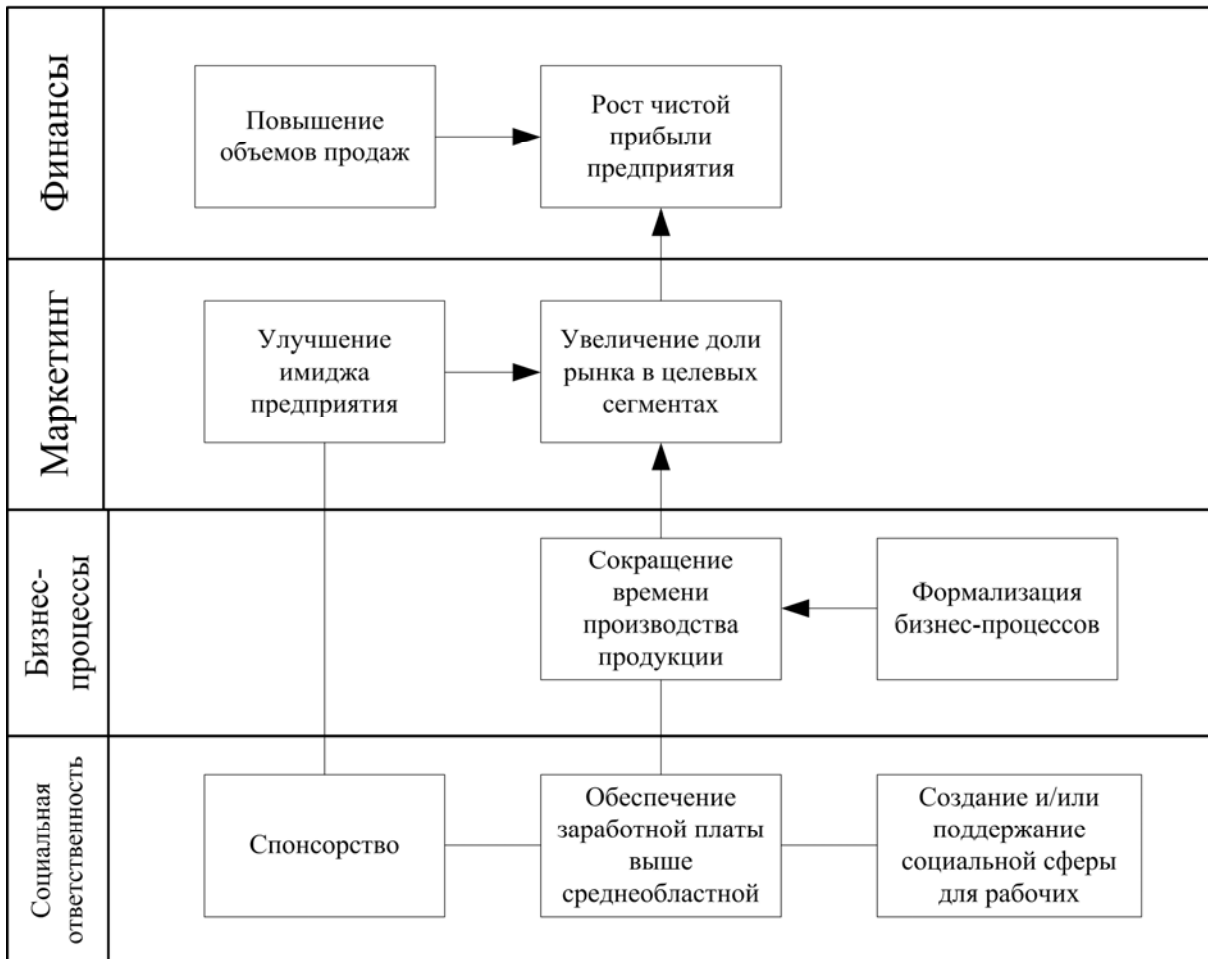 Финансы
Повышение
объемов продаж
Рост чистой
прибыли
предприятия
Маркетинг
Улучшение
имиджа
предприятия
Увеличение доли
рынка в целевых
сегментах
Бизнес-
процессы
Сокращение
времени
производства
продукции
Формализация
бизнес-процессов
Социальная
ответственность
Спонсорство
Обеспечение
заработной платы
выше
среднеобластной
Создание и/или
поддержание
социальной сферы
для рабочих